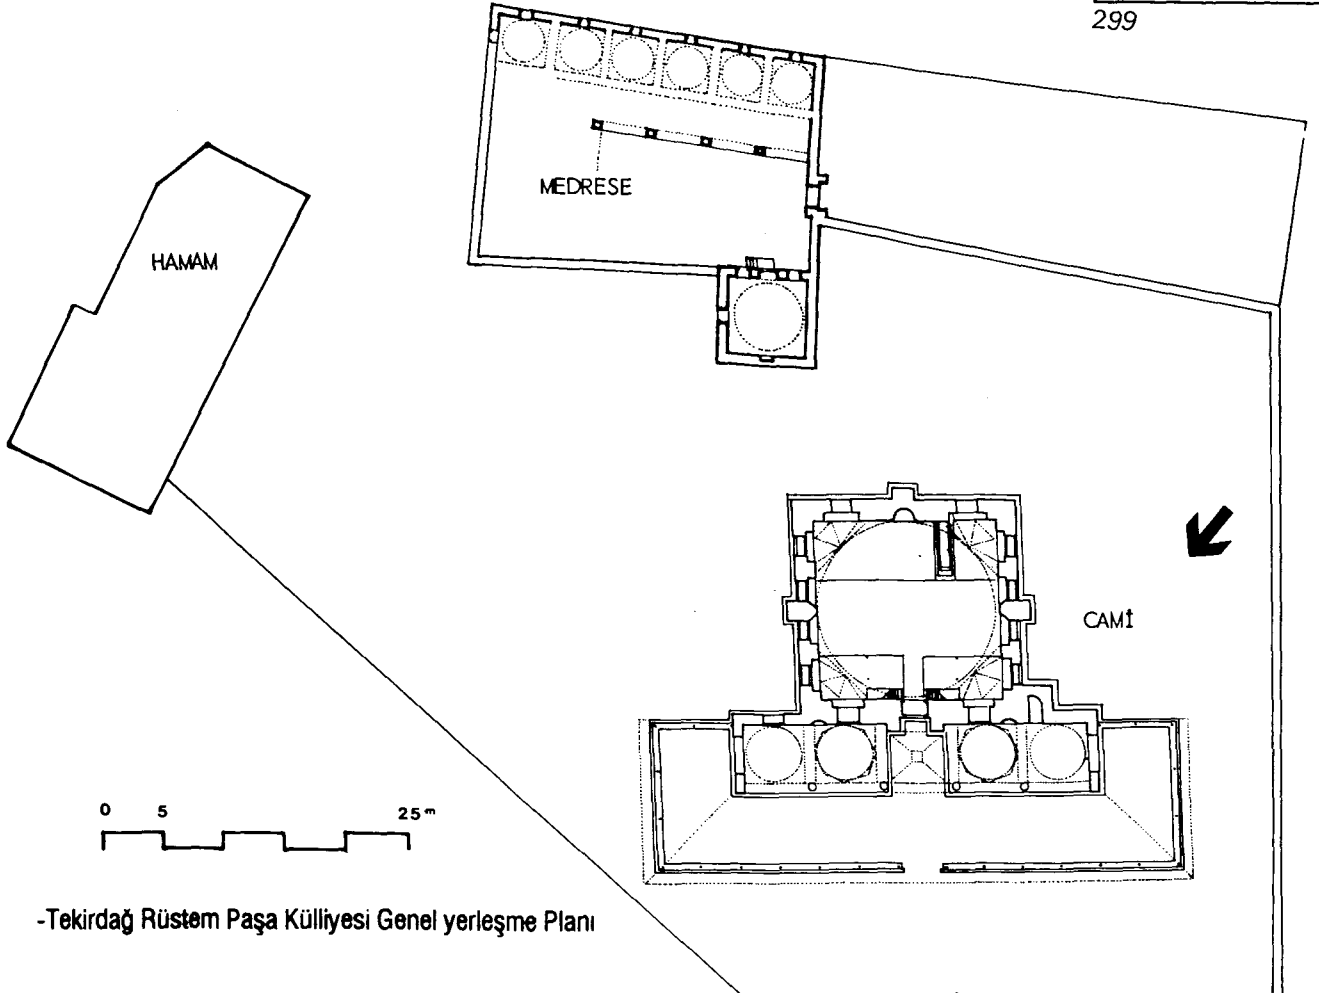 299
MEDRESE
HAMAM
CAMİ
0 5 25 m
-Tekirdağ Rüstem Paşa Külliyesi Genel yerleşme Planı